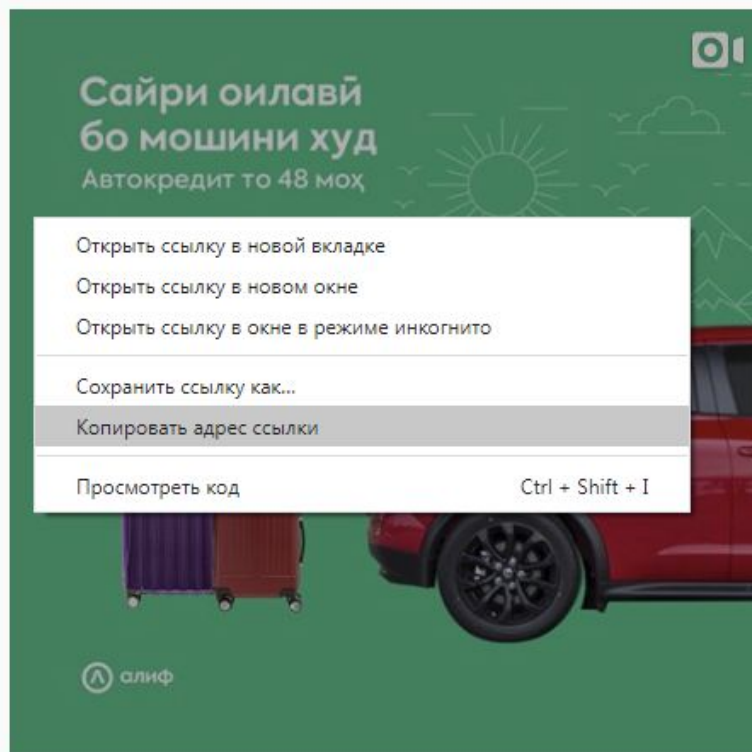 Сайри оилавӣ
бо мошини худ
Автокредит то 48 моҳ
Открыть ссылку в новой вкладке
Открыть ссылку в новом окне
Открыть ссылку в окне в режиме инкогнито
Сохранить ссылку как...
Копировать адрес ссылки
Просмотреть код Ctrl + Shift + I
алиф